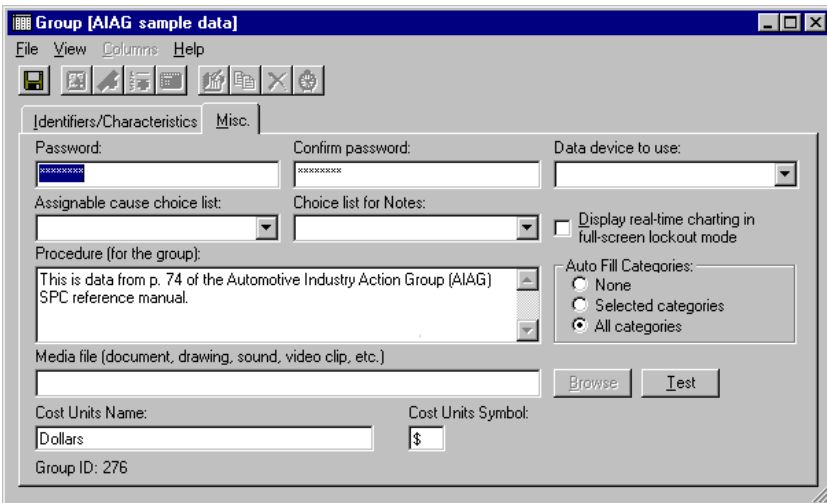 Group [AIAG sample data]
File View Columns Help
Identifiers/Characteristics Misc.
Password: Confirm password: Data device to use:
******** ********
Assignable cause choice list: Choice list for Notes:
Display real-time charting in
full-screen lockout mode
Procedure (for the group):
This is data from p. 74 of the Automotive Industry Action Group (AIAG)
SPC reference manual.
Auto Fill Categories:
None
Selected categories
All categories
Media file (document, drawing, sound, video clip, etc.)
Browse Test
Cost Units Name: Cost Units Symbol:
Dollars $
Group ID: 276